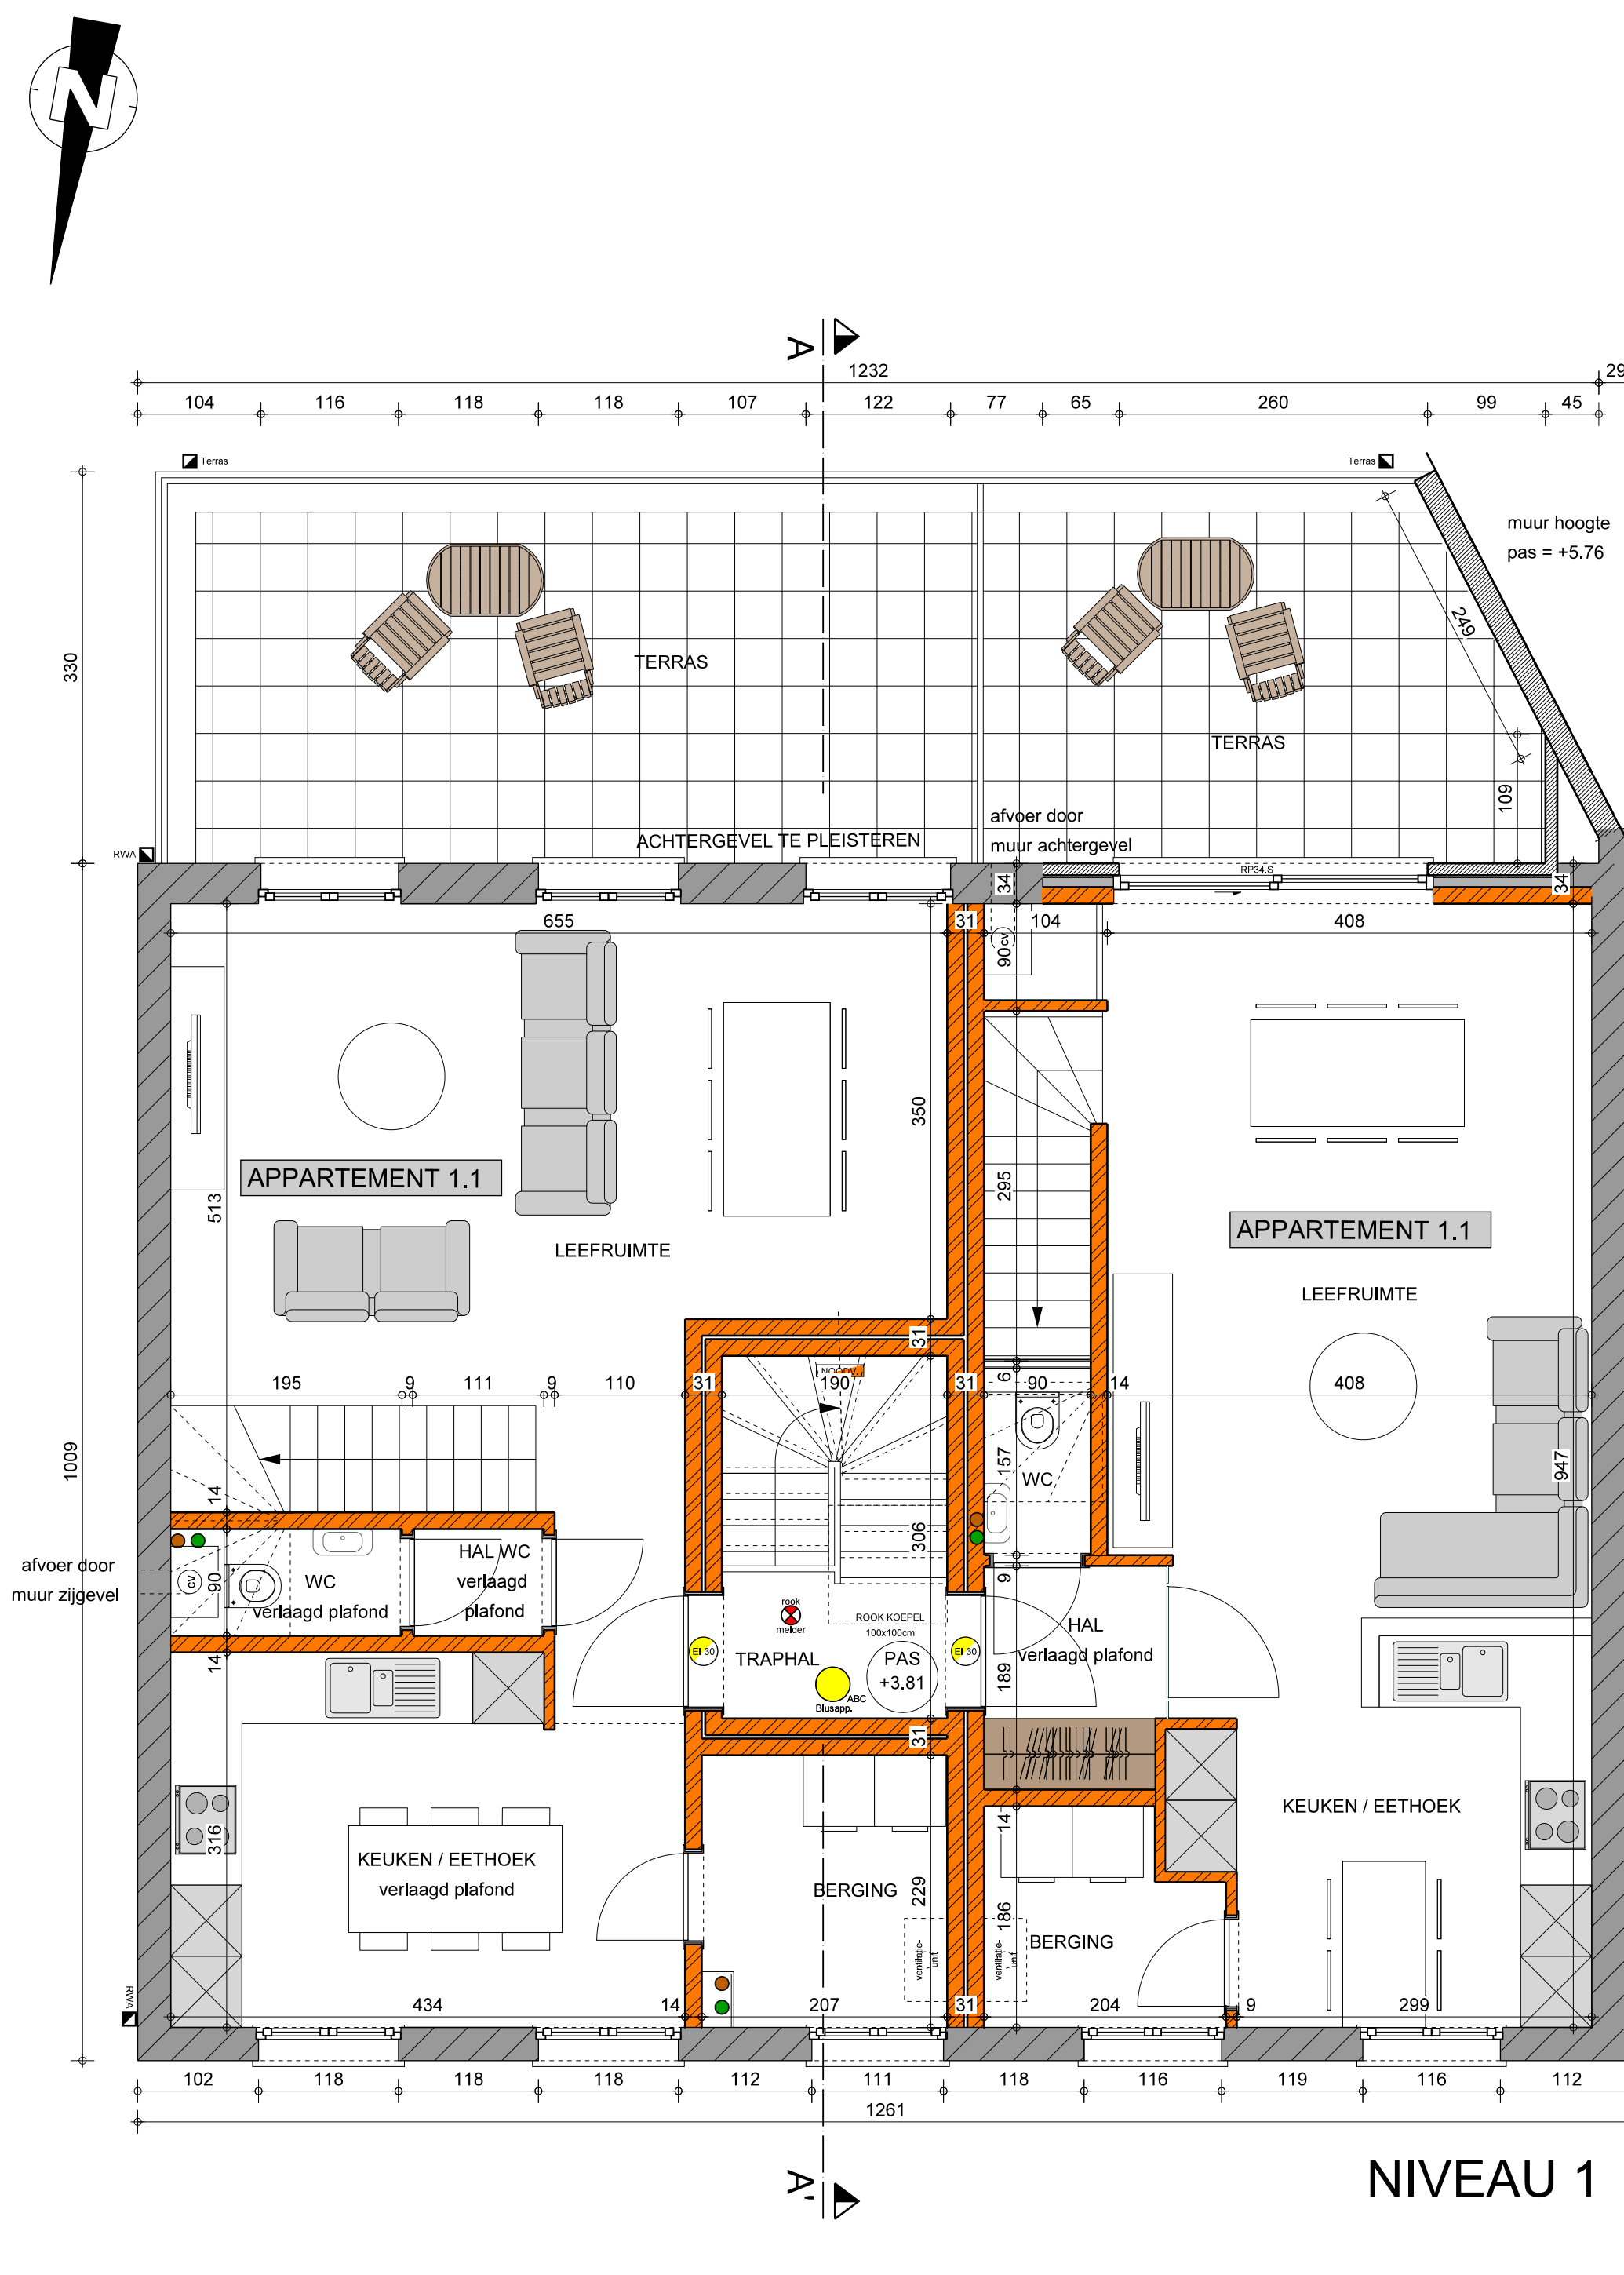 N
A
1232
29
104 116 118 118 107 122 77 65 260 99 45
Terras
Terras
muur hoogte
pas = +5.76
249
330
TERRAS
TERRAS
109
afvoer door
muur achtergevel
ACHTERGEVEL TE PLEISTEREN
RWA
RP34.S
34
34
655 31 104 408
90
cv
350
295
APPARTEMENT 1.1
513
APPARTEMENT 1.1
LEEFRUIMTE
LEEFRUIMTE
31
NOODV.
6
195 9 111 9 110 31 190 31 90 14 408
1009
947
157
WC
14
306
HAL WC
verlaagd
plafond
afvoer door
muur zijgevel
cv
90
WC
verlaagd plafond
9
rook
melder
ROOK KOEPEL
100x100cm
HAL
verlaagd plafond
EI 30
EI 30
TRAPHAL
PAS
+3.81
14
189
ABC
Blusapp.
31
KEUKEN / EETHOEK
14
316
KEUKEN / EETHOEK
verlaagd plafond
BERGING
229
186
BERGING
ventilatie-
unit
ventilatie-
unit
RWA
434 14 207 31 204 9 299
102 118 118 118 112 111 118 116 119 116 112
1261
A'
NIVEAU 1